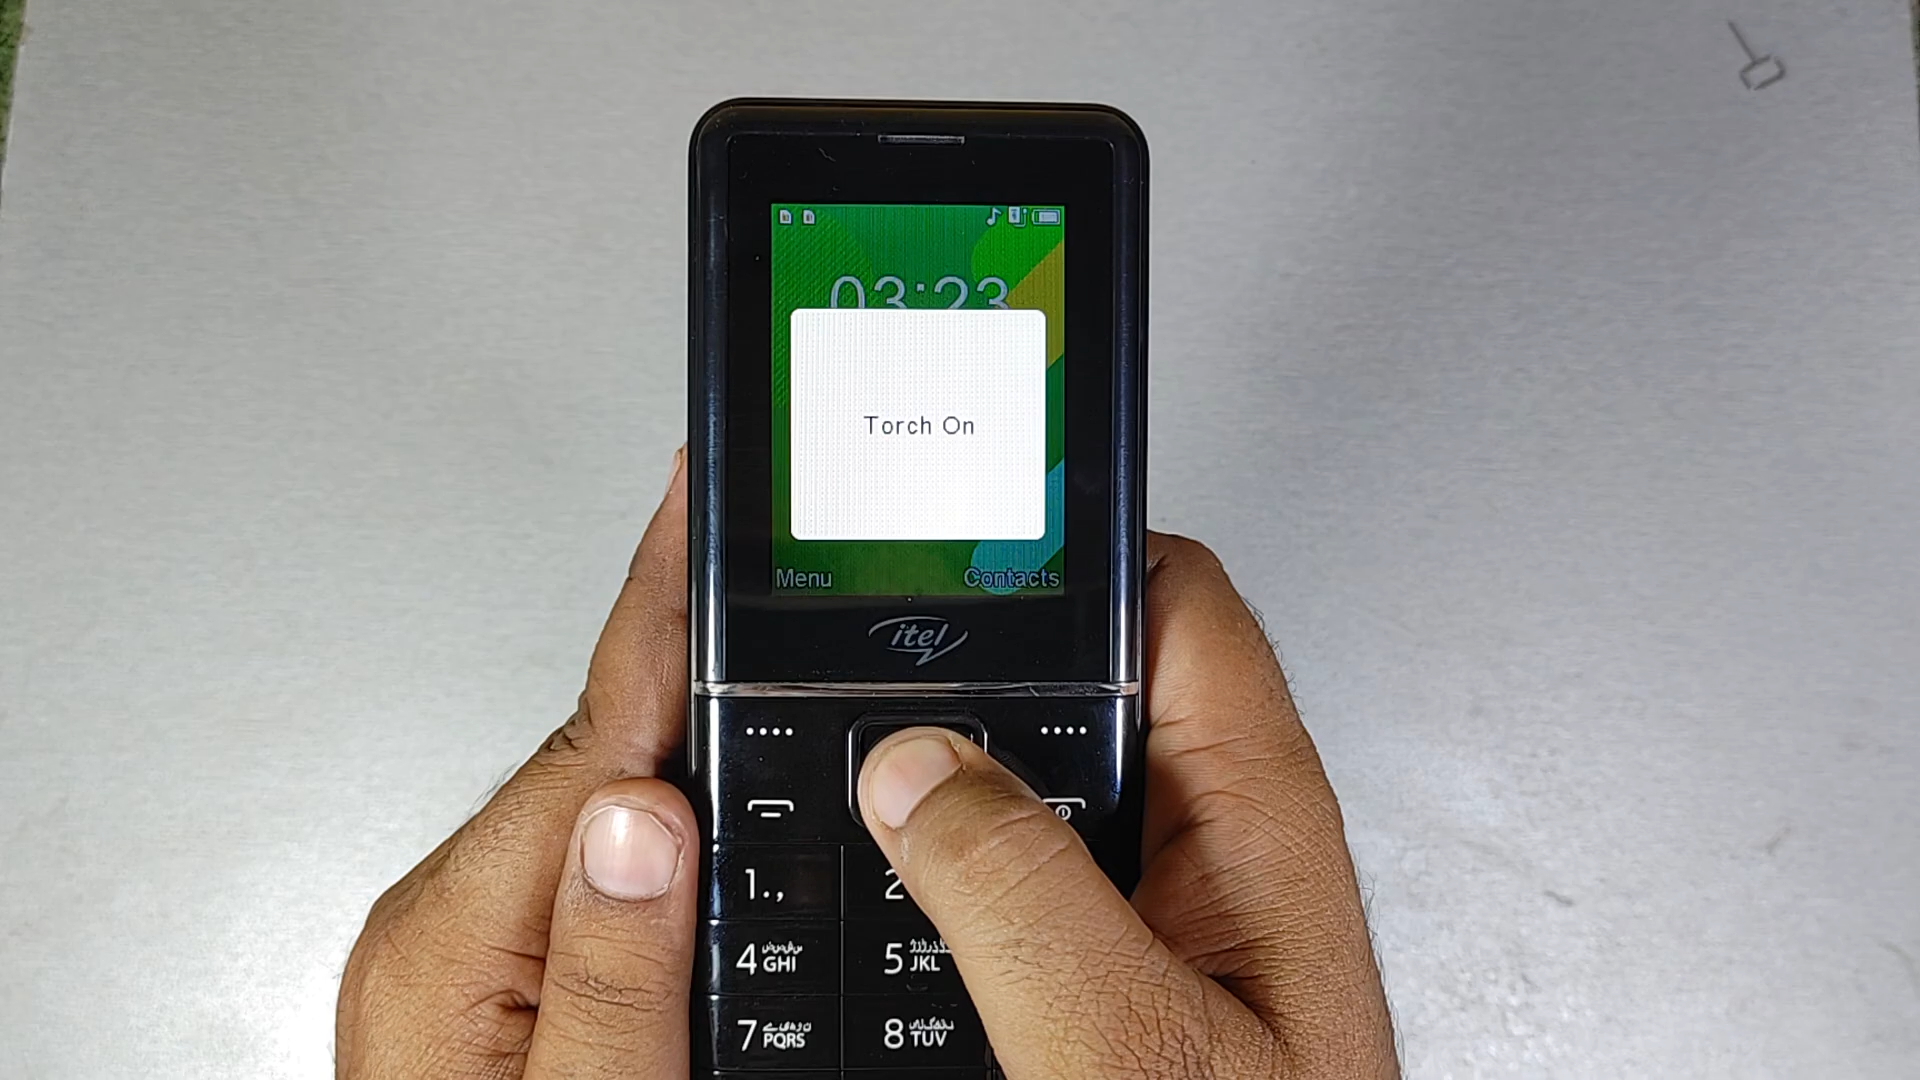 03:23
Torch On
Menu
Contacts
itel
1.,
2
4 GHI
5 JKL
7 PQRS
8 TUV